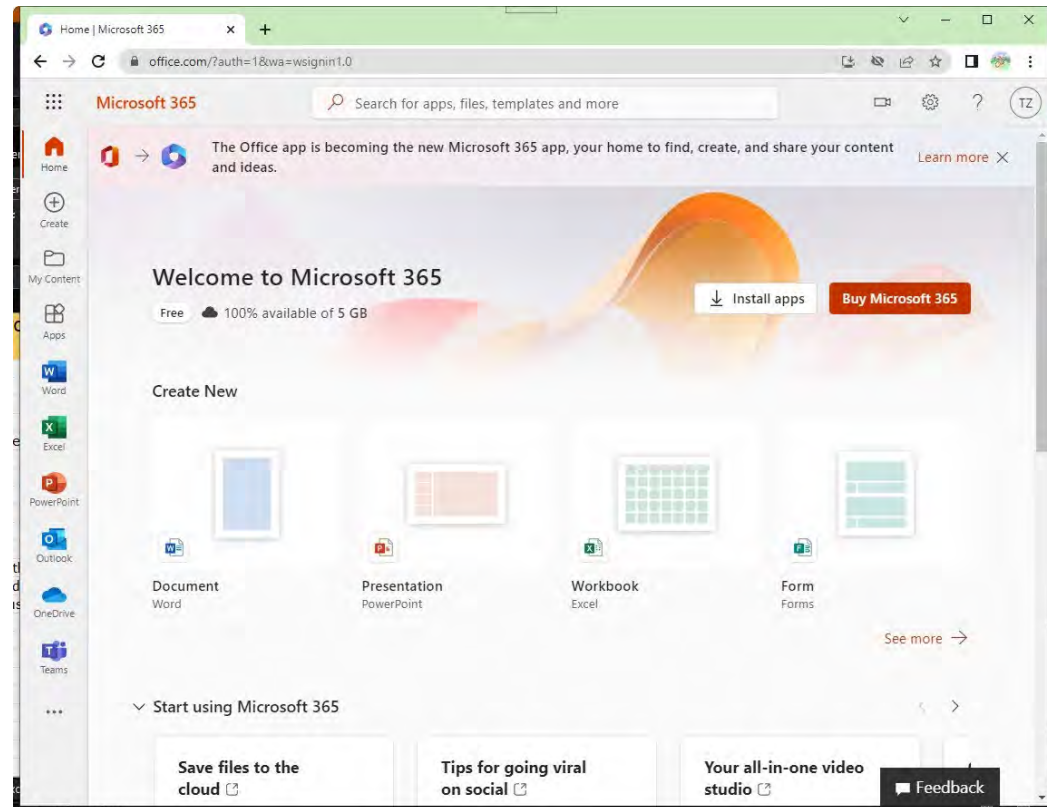 Home | Microsoft 365
office.com/?auth=1&wa=wsignin1.0
Microsoft 365
Search for apps, files, templates and more
?
TZ
The Office app is becoming the new Microsoft 365 app, your home to find, create, and share your content
and ideas.
Learn more
Home
Create
My Content
Apps
Word
Excel
PowerPoint
Outlook
OneDrive
Teams
Welcome to Microsoft 365
Free
100% available of 5 GB
Install apps
Buy Microsoft 365
Create New
Document
Word
Presentation
PowerPoint
Workbook
Excel
Form
Forms
See more
Start using Microsoft 365
Save files to the
cloud
Tips for going viral
on social
Your all-in-one video
studio
Feedback